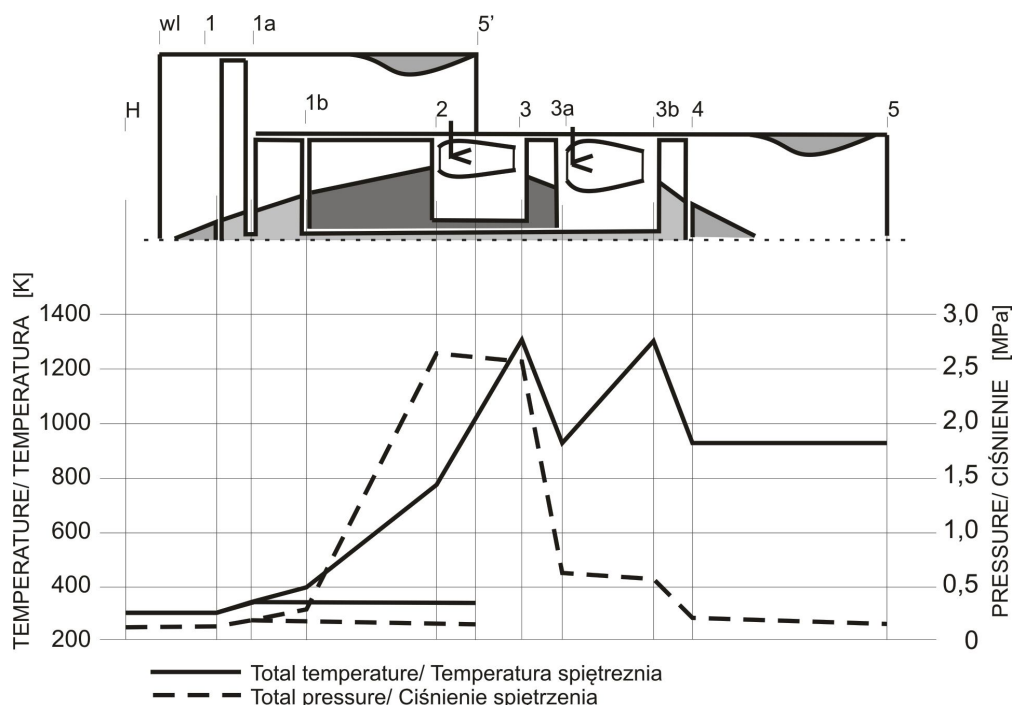 wl 1 1a 5’
H 1b 2 3 3a 3b 4 5
TEMPERATURE/ TEMPERATURA [K]
1400
1200
1000
800
600
400
200
3,0
2,5
2,0
1,5
1,0
0,5
0
PRESSURE/ CIŚNIENIE [MPa]
Total temperature/ Temperatura spiętreznia
Total pressure/ Ciśnienie spiętrzenia